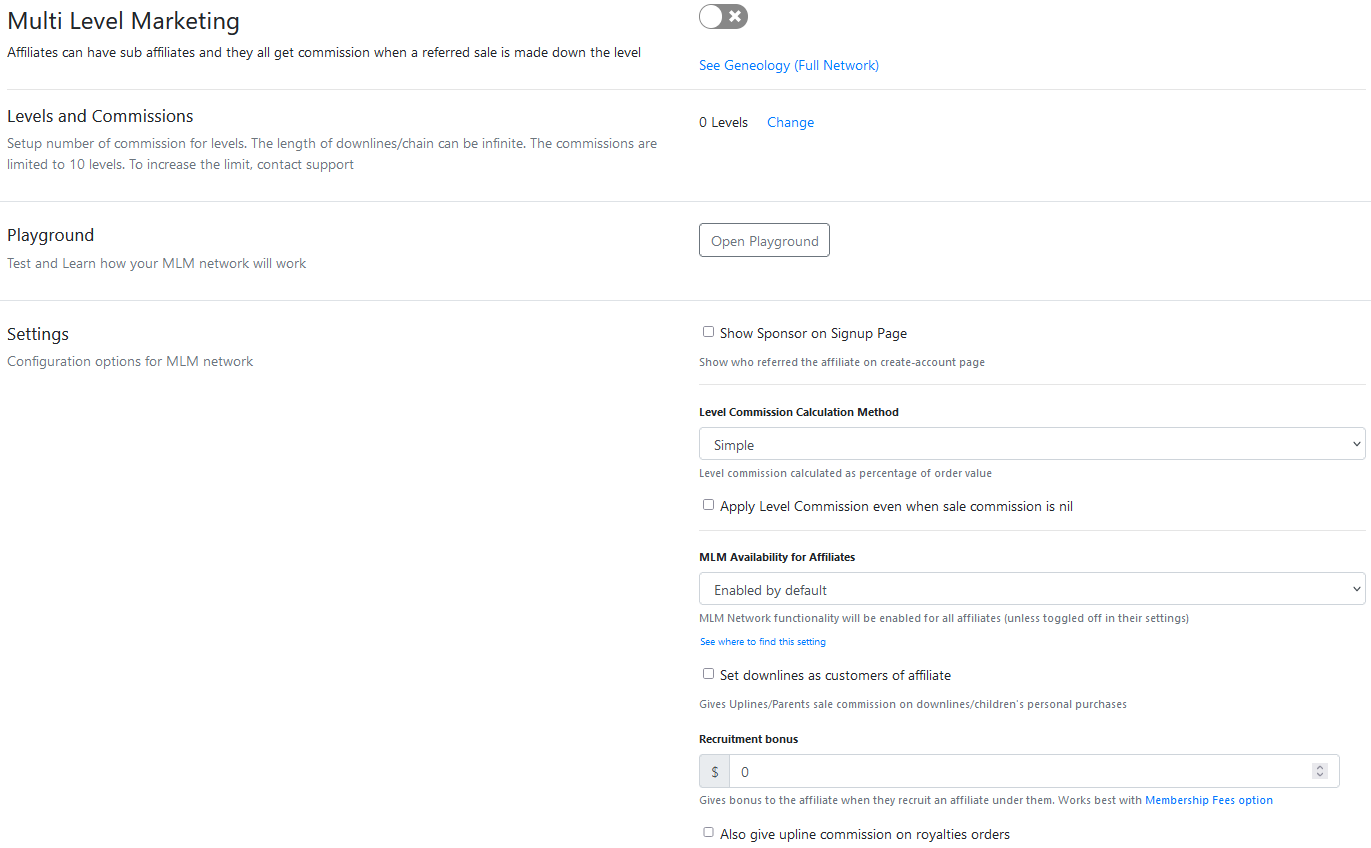 Multi Level Marketing
Affiliates can have sub affiliates and they all get commission when a referred sale is made down the level
See Geneology (Full Network)
Levels and Commissions
Setup number of commission for levels. The length of downlines/chain can be infinite. The commissions are
limited to 10 levels. To increase the limit, contact support
0 Levels Change
Playground
Test and Learn how your MLM network will work
Open Playground
Settings
Configuration options for MLM network
Show Sponsor on Signup Page
Show who referred the affiliate on create-account page
Level Commission Calculation Method
Simple
Level commission calculated as percentage of order value
Apply Level Commission even when sale commission is nil
MLM Availability for Affiliates
Enabled by default
MLM Network functionality will be enabled for all affiliates (unless toggled off in their settings)
See where to find this setting
Set downlines as customers of affiliate
Gives Uplines/Parents sale commission on downlines/children's personal purchases
Recruitment bonus
$ 0
Gives bonus to the affiliate when they recruit an affiliate under them. Works best with Membership Fees option
Also give upline commission on royalties orders